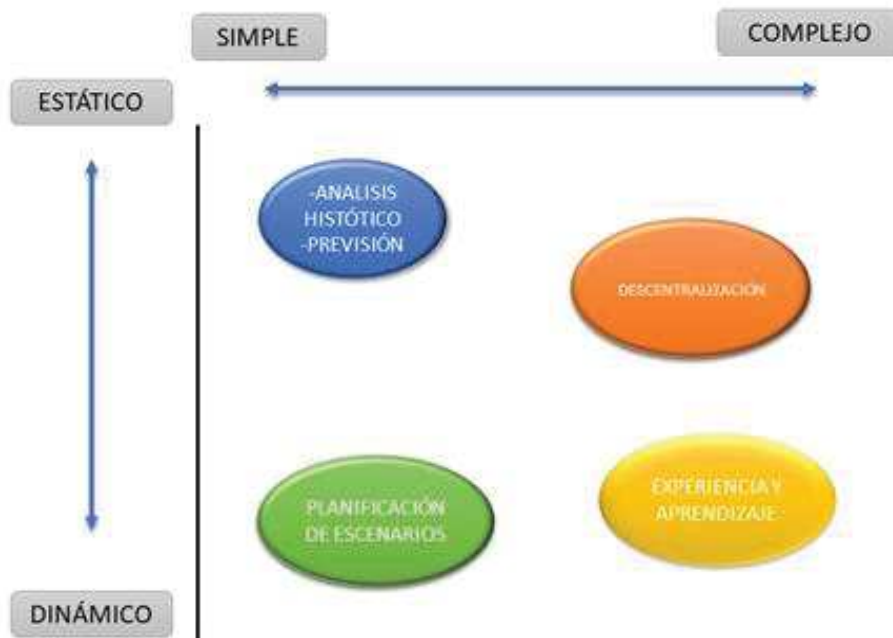 SIMPLE
COMPLEJO
ESTÁTICO
-ANALISIS
HISTÓTICO
-PREVISIÓN
DESCENTRALIZACIÓN
PLANIFICACIÓN
DE ESCENARIOS
EXPERIENCIA Y
APRENDIZAJE
DINÁMICO